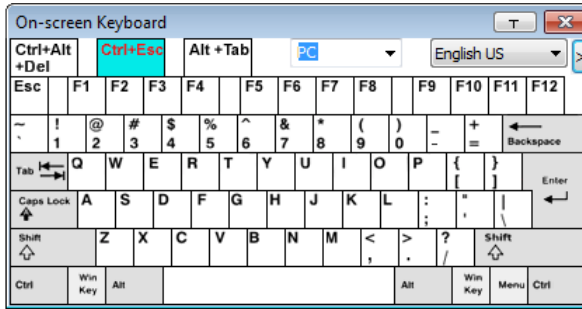 On-screen Keyboard T X
Ctrl+Alt +Del Ctrl+Esc Alt +Tab PC English US >
Esc F1 F2 F3 F4 F5 F6 F7 F8 F9 F10 F11 F12
~ ! @ # $ % ^ & * ( ) _ +
` 1 2 3 4 5 6 7 8 9 0 - = Backspace
Tab Q W E R T Y U I O P { }
[ ] Enter
Caps Lock A S D F G H J K L : " |
; ' \
Shift Z X C V B N M < > ? Shift
, . /
Ctrl Win Key Alt Alt Win Key Menu Ctrl